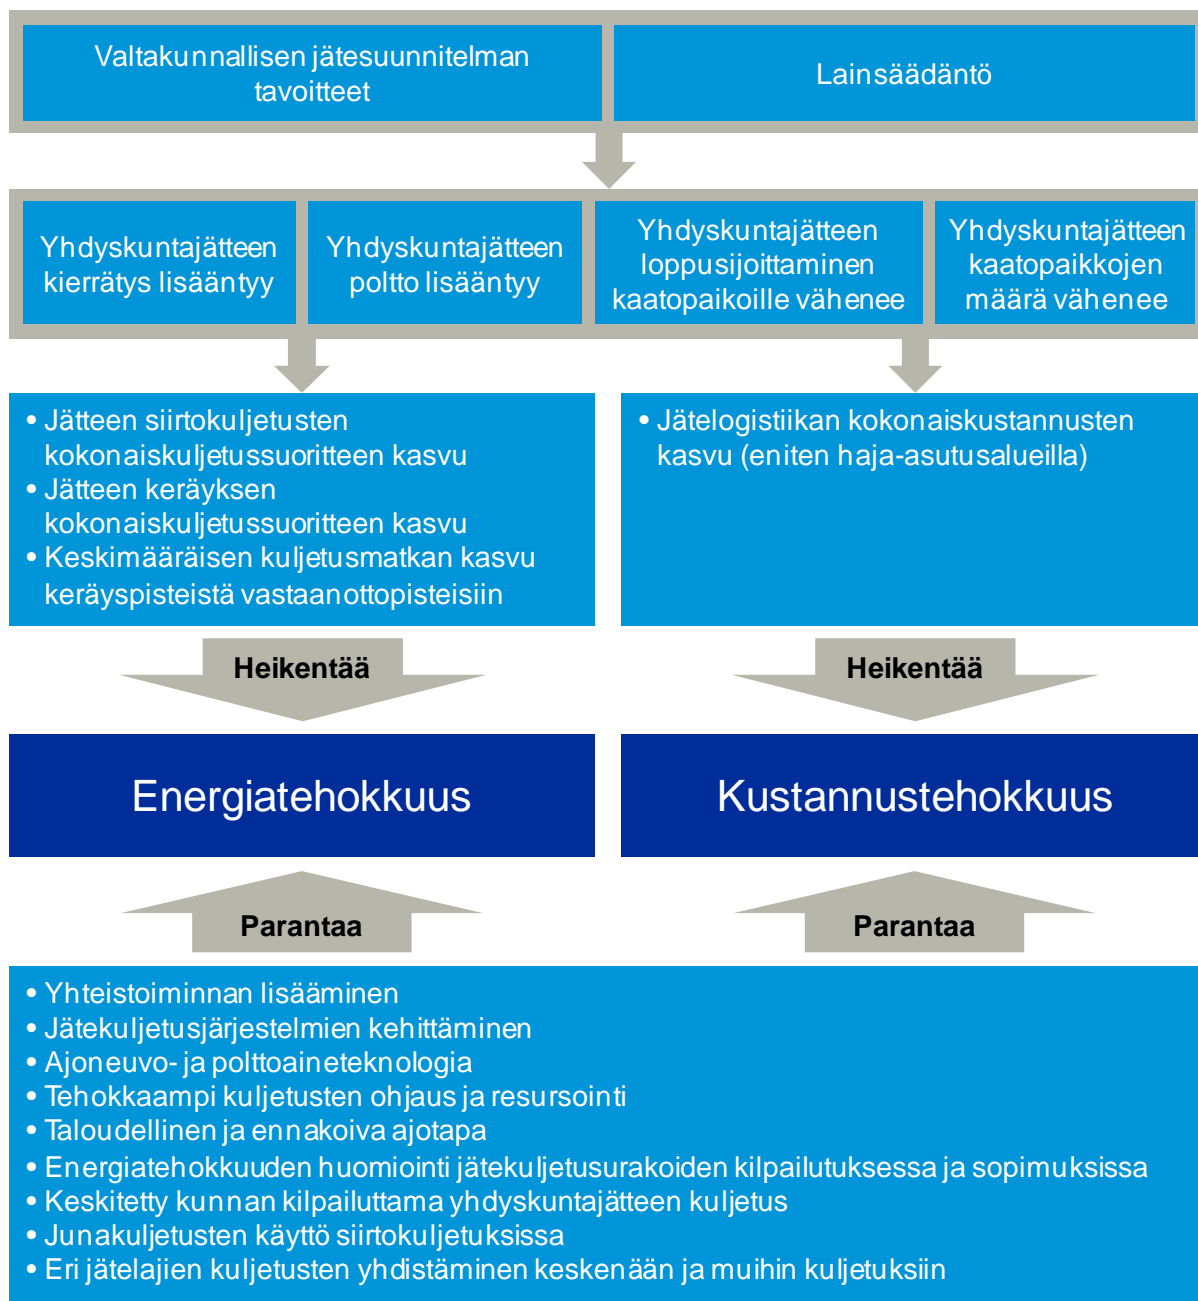 Valtakunnallisen jätesuunnitelman
tavoitteet
Lainsäädäntö
Yhdyskuntajätteen
kierrätys lisääntyy
Yhdyskuntajätteen
poltto lisääntyy
Yhdyskuntajätteen
loppusijoittaminen
kaatopaikoille vähenee
Yhdyskuntajätteen
kaatopaikkojen
määrä vähenee
• Jätteen siirtokuljetusten
kokonaiskuljetussuoritteen kasvu
• Jätteen keräyksen
kokonaiskuljetussuoritteen kasvu
• Keskimääräisen kuljetusmatkan kasvu
keräyspisteistä vastaanottopisteisiin
• Jätelogistiikan kokonaiskustannusten
kasvu (eniten haja-asutusalueilla)
Heikentää
Heikentää
Energiatehokkuus
Kustannustehokkuus
Parantaa
Parantaa
• Yhteistoiminnan lisääminen
• Jätekuljetusjärjestelmien kehittäminen
• Ajoneuvo- ja polttoaineteknologia
• Tehokkaampi kuljetusten ohjaus ja resursointi
• Taloudellinen ja ennakoiva ajotapa
• Energiatehokkuuden huomiointi jätekuljetusurakoiden kilpailutuksessa ja sopimuksissa
• Keskitetty kunnan kilpailuttama yhdyskuntajätteen kuljetus
• Junakuljetusten käyttö siirtokuljetuksissa
• Eri jätelajien kuljetusten yhdistäminen keskenään ja muihin kuljetuksiin